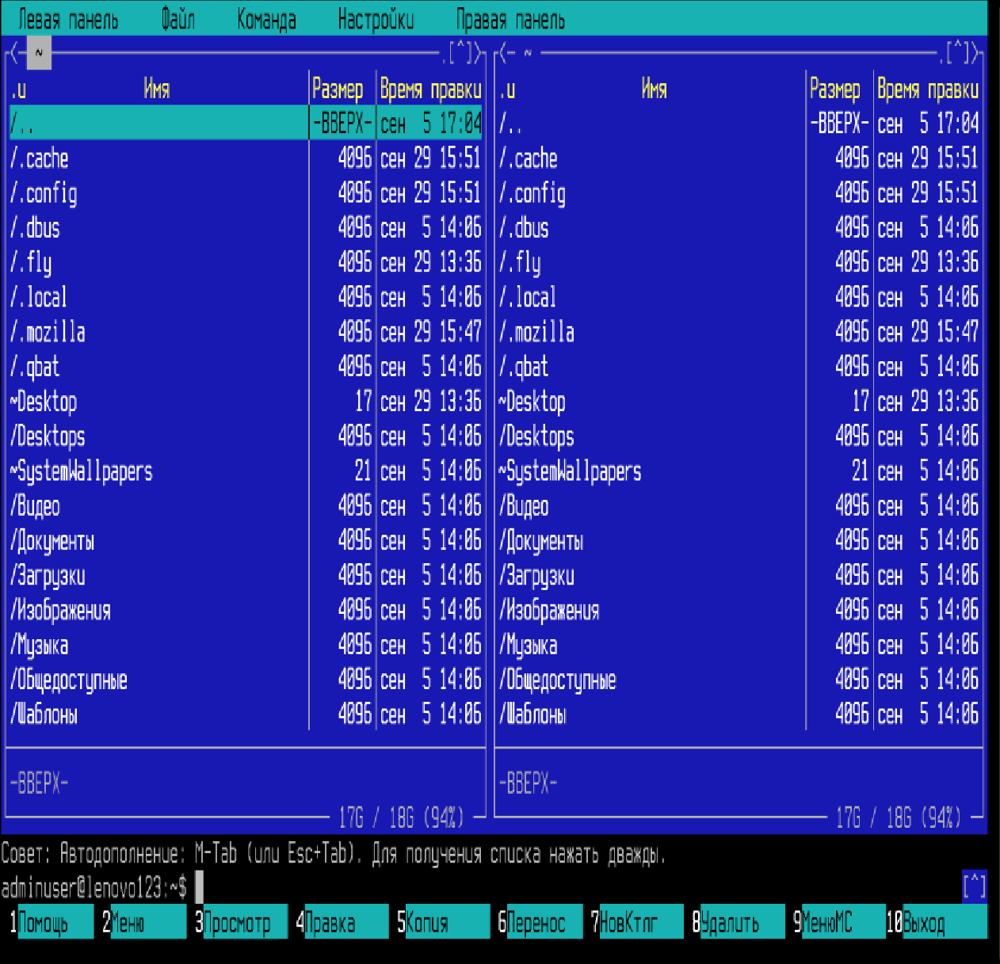 Левая панель Файл Команда Настройки Правая панель
<─ ~ ─.[^]> <─ ~ ─.[^]>
.и Имя Размер Время правки .и Имя Размер Время правки
/.. -ВВЕРХ- сен 5 17:04 /.. -ВВЕРХ- сен 5 17:04
/.cache 4096 сен 29 15:51 /.cache 4096 сен 29 15:51
/.config 4096 сен 29 15:51 /.config 4096 сен 29 15:51
/.dbus 4096 сен 5 14:06 /.dbus 4096 сен 5 14:06
/.fly 4096 сен 29 13:36 /.fly 4096 сен 29 13:36
/.local 4096 сен 5 14:06 /.local 4096 сен 5 14:06
/.mozilla 4096 сен 29 15:47 /.mozilla 4096 сен 29 15:47
/.qbat 4096 сен 5 14:06 /.qbat 4096 сен 5 14:06
~Desktop 17 сен 29 13:36 ~Desktop 17 сен 29 13:36
/Desktops 4096 сен 5 14:06 /Desktops 4096 сен 5 14:06
~SystemWallpapers 21 сен 5 14:06 ~SystemWallpapers 21 сен 5 14:06
/Видео 4096 сен 5 14:06 /Видео 4096 сен 5 14:06
/Документы 4096 сен 5 14:06 /Документы 4096 сен 5 14:06
/Загрузки 4096 сен 5 14:06 /Загрузки 4096 сен 5 14:06
/Изображения 4096 сен 5 14:06 /Изображения 4096 сен 5 14:06
/Музыка 4096 сен 5 14:06 /Музыка 4096 сен 5 14:06
/Общедоступные 4096 сен 5 14:06 /Общедоступные 4096 сен 5 14:06
/Шаблоны 4096 сен 5 14:06 /Шаблоны 4096 сен 5 14:06
-ВВЕРХ- -ВВЕРХ-
17G / 18G (94%) 17G / 18G (94%)
Совет: Автодополнение: M-Tab (или Esc+Tab). Для получения списка нажать дважды.
adminuser@lenovo123:~$ [^]
1Помощь 2Меню 3Просмотр 4Правка 5Копия 6Перенос 7НовКтлг 8Удалить 9МенюMC 10Выход